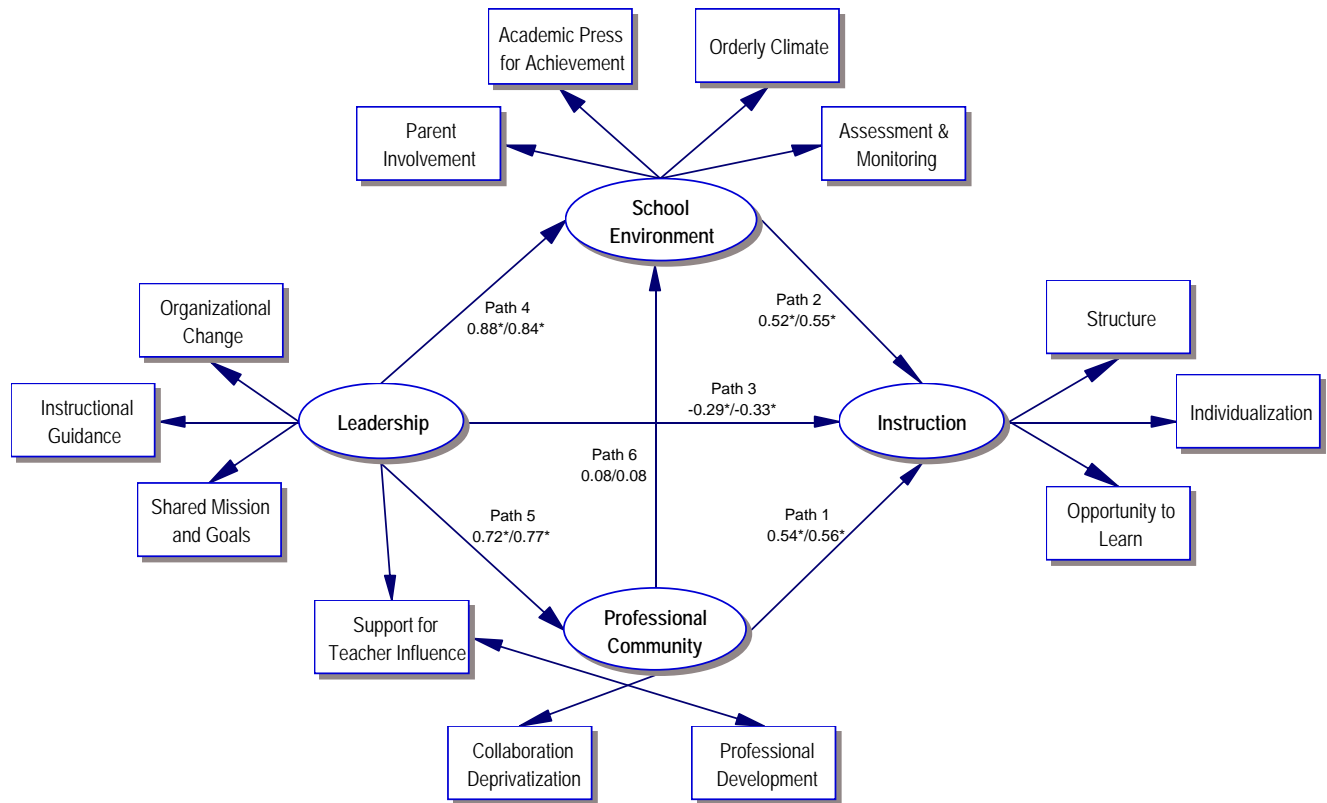 Academic Press
for Achievement
Orderly Climate
Parent
Involvement
Assessment &
Monitoring
School
Environment
Organizational
Change
Path 4
0.88*/0.84*
Path 2
0.52*/0.55*
Structure
Instructional
Guidance
Leadership
Path 3
-0.29*/-0.33*
Instruction
Individualization
Path 6
0.08/0.08
Shared Mission
and Goals
Path 5
0.72*/0.77*
Path 1
0.54*/0.56*
Opportunity to
Learn
Support for
Teacher Influence
Professional
Community
Collaboration
Deprivatization
Professional
Development